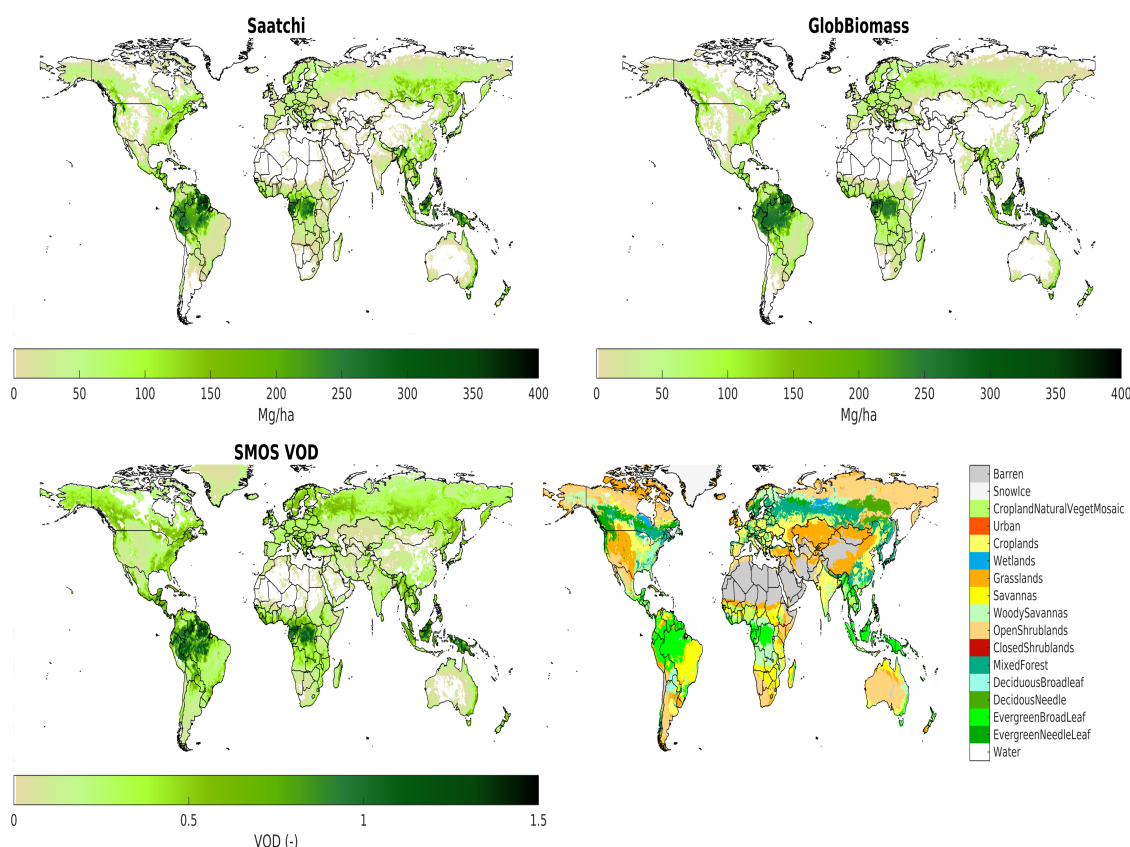 Saatchi
GlobBiomass
0 50 100 150 200 250 300 350 400
Mg/ha
0 50 100 150 200 250 300 350 400
Mg/ha
SMOS VOD
0 0.5 1 1.5
VOD (-)
Barren
SnowIce
CroplandNaturalVegetMosaic
Urban
Croplands
Wetlands
Grasslands
Savannas
WoodySavannas
OpenShrublands
ClosedShrublands
MixedForest
DeciduousBroadleaf
DecidousNeedle
EvergreenBroadLeaf
EvergreenNeedleLeaf
Water